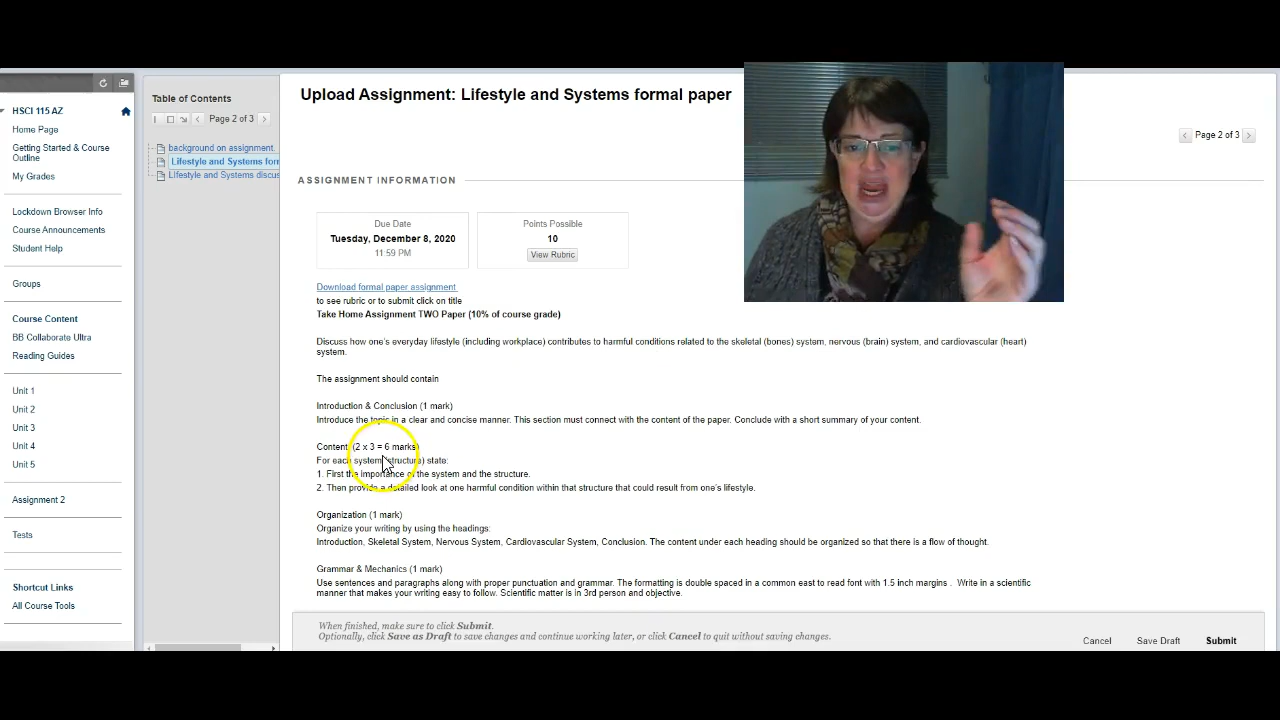 HSCI 115 AZ
Home Page
Getting Started & Course
Outline
My Grades
Lockdown Browser Info
Course Announcements
Student Help
Groups
Course Content
BB Collaborate Ultra
Reading Guides
Unit 1
Unit 2
Unit 3
Unit 4
Unit 5
Assignment 2
Tests
Shortcut Links
All Course Tools
Table of Contents
Page 2 of 3
background on assignment.
Lifestyle and Systems for
Lifestyle and Systems discus
Upload Assignment: Lifestyle and Systems formal paper
Page 2 of 3
ASSIGNMENT INFORMATION
Due Date
Tuesday, December 8, 2020
11:59 PM
Points Possible
10
View Rubric
Download formal paper assignment
to see rubric or to submit click on title
Take Home Assignment TWO Paper (10% of course grade)
Discuss how one's everyday lifestyle (including workplace) contributes to harmful conditions related to the skeletal (bones) system, nervous (brain) system, and cardiovascular (heart)
system.
The assignment should contain
Introduction & Conclusion (1 mark)
Introduce the topic in a clear and concise manner. This section must connect with the content of the paper. Conclude with a short summary of your content.
Content (2 x 3 = 6 marks)
For each system(structure) state:
1. First the importance of the system and the structure.
2. Then provide a detailed look at one harmful condition within that structure that could result from one's lifestyle.
Organization (1 mark)
Organize your writing by using the headings:
Introduction, Skeletal System, Nervous System, Cardiovascular System, Conclusion. The content under each heading should be organized so that there is a flow of thought.
Grammar & Mechanics (1 mark)
Use sentences and paragraphs along with proper punctuation and grammar. The formatting is double spaced in a common east to read font with 1.5 inch margins . Write in a scientific
manner that makes your writing easy to follow. Scientific matter is in 3rd person and objective.
When finished, make sure to click Submit.
Optionally, click Save as Draft to save changes and continue working later, or click Cancel to quit without saving changes.
Cancel
Save Draft
Submit